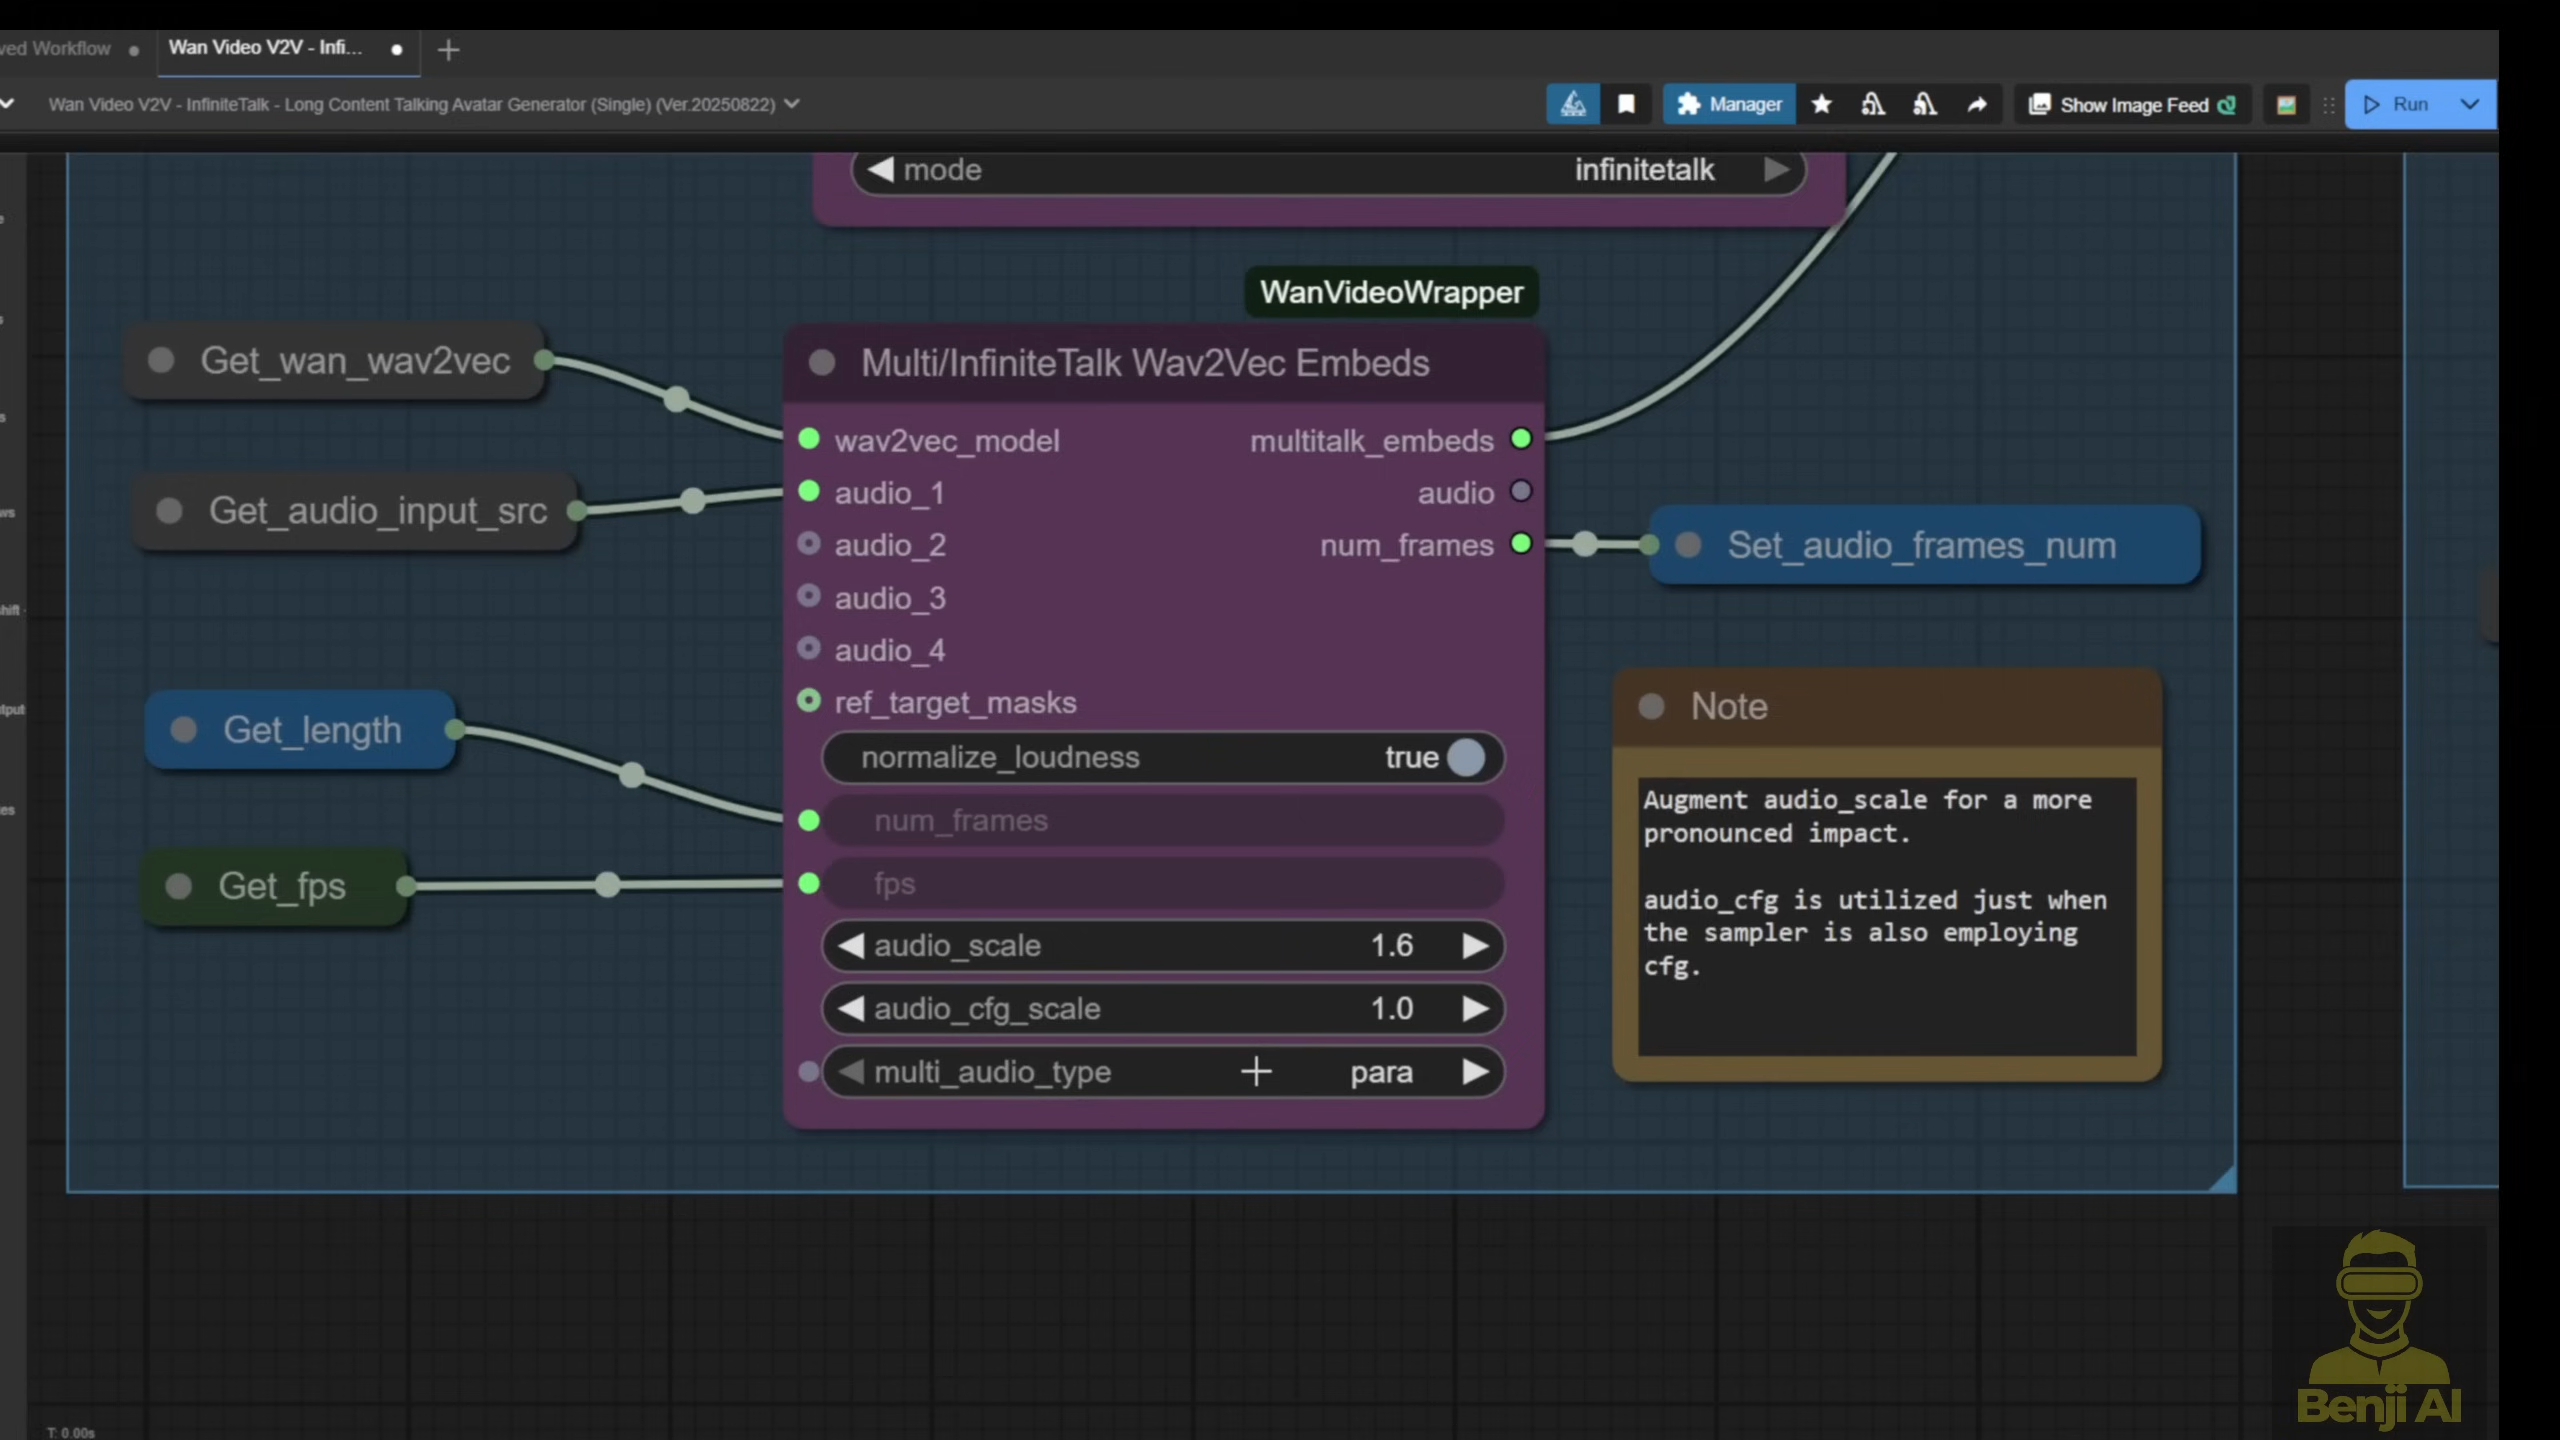 ved Workflow
Wan Video V2V - Infi...
Wan Video V2V - InfiniteTalk - Long Content Talking Avatar Generator (Single) (Ver.20250822)
Manager
Show Image Feed
Run
mode infinitetalk
WanVideoWrapper
Get_wan_wav2vec
Multi/InfiniteTalk Wav2Vec Embeds
wav2vec_model multitalk_embeds
Get_audio_input_src
audio_1 audio
audio_2 num_frames
Set_audio_frames_num
audio_3
audio_4
ref_target_masks
Get_length
normalize_loudness true
num_frames
Get_fps
fps
audio_scale 1.6
audio_cfg_scale 1.0
multi_audio_type para
Note
Augment audio_scale for a more
pronounced impact.
audio_cfg is utilized just when
the sampler is also employing
cfg.
T: 0.00s
Benji AI